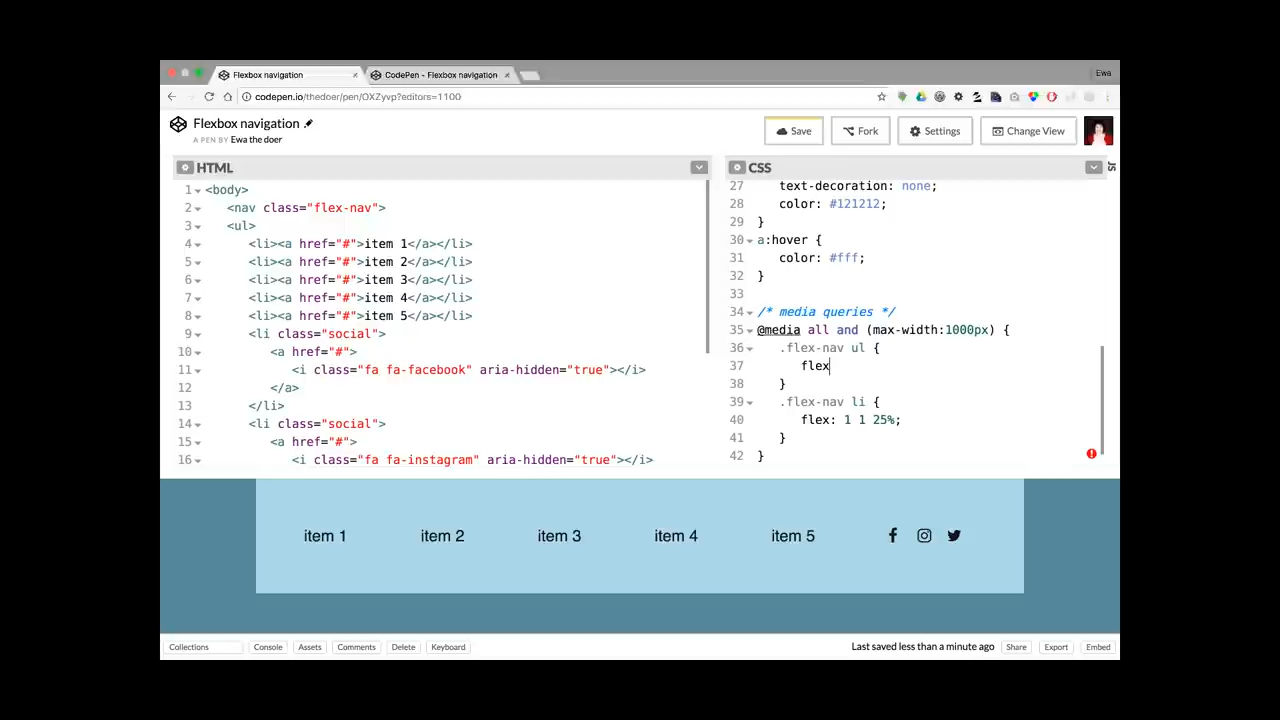 Flexbox navigation
CodePen - Flexbox navigation
Ewa
codepen.io/thedoer/pen/OXZyvp?editors=1100
Flexbox navigation
A PEN BY Ewa the doer
Save
Fork
Settings
Change View
HTML
1 <body>
2 <nav class="flex-nav">
3 <ul>
4 <li><a href="#">item 1</a></li>
5 <li><a href="#">item 2</a></li>
6 <li><a href="#">item 3</a></li>
7 <li><a href="#">item 4</a></li>
8 <li><a href="#">item 5</a></li>
9 <li class="social">
10 <a href="#">
11 <i class="fa fa-facebook" aria-hidden="true"></i>
12 </a>
13 </li>
14 <li class="social">
15 <a href="#">
16 <i class="fa fa-instagram" aria-hidden="true"></i>
CSS
JS
27 text-decoration: none;
28 color: #121212;
29 }
30 a:hover {
31 color: #fff;
32 }
33
34 /* media queries */
35 @media all and (max-width:1000px) {
36 .flex-nav ul {
37 flex
38 }
39 .flex-nav li {
40 flex: 1 1 25%;
41 }
42 }
item 1
item 2
item 3
item 4
item 5
Collections
Console
Assets
Comments
Delete
Keyboard
Last saved less than a minute ago
Share
Export
Embed